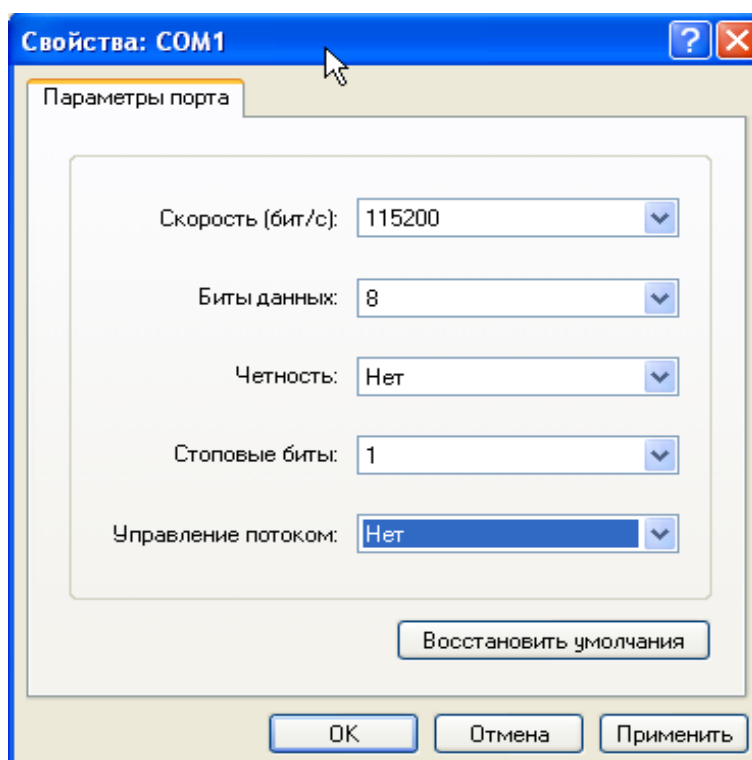 Свойства: COM1
Параметры порта
Скорость (бит/с): 115200
Биты данных: 8
Четность: Нет
Стоповые биты: 1
Управление потоком: Нет
Восстановить умолчания
OK Отмена Применить